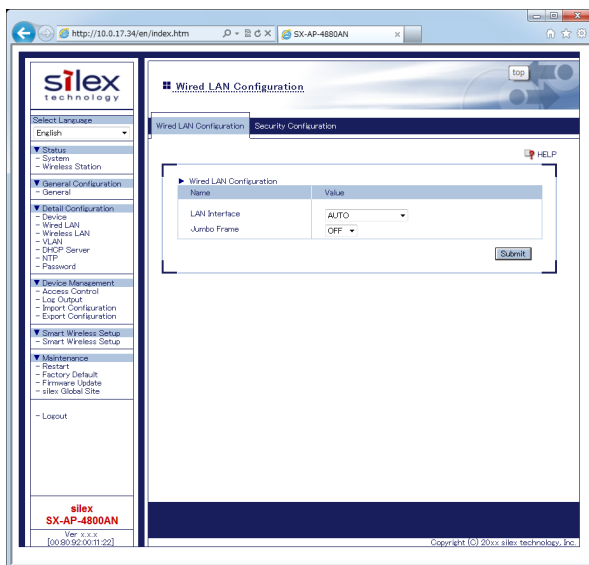 http://10.0.17.34/en/index.htm
SX-AP-4880AN
silex
technology
Select Language
English
▼ Status
- System
- Wireless Station
▼ General Configuration
- General
▼ Detail Configuration
- Device
- Wired LAN
- Wireless LAN
- VLAN
- DHCP Server
- NTP
- Password
▼ Device Management
- Access Control
- Log Output
- Import Configuration
- Export Configuration
▼ Smart Wireless Setup
- Smart Wireless Setup
▼ Maintenance
- Restart
- Factory Default
- Firmware Update
- silex Global Site
- Logout
silex
SX-AP-4800AN
Ver x.x.x
[00:80:92:00:11:22]
Wired LAN Configuration
top
Wired LAN Configuration Security Configuration
HELP
Wired LAN Configuration
Name Value
LAN Interface AUTO
Jumbo Frame OFF
Submit
Copyright (C) 20xx silex technology, Inc.